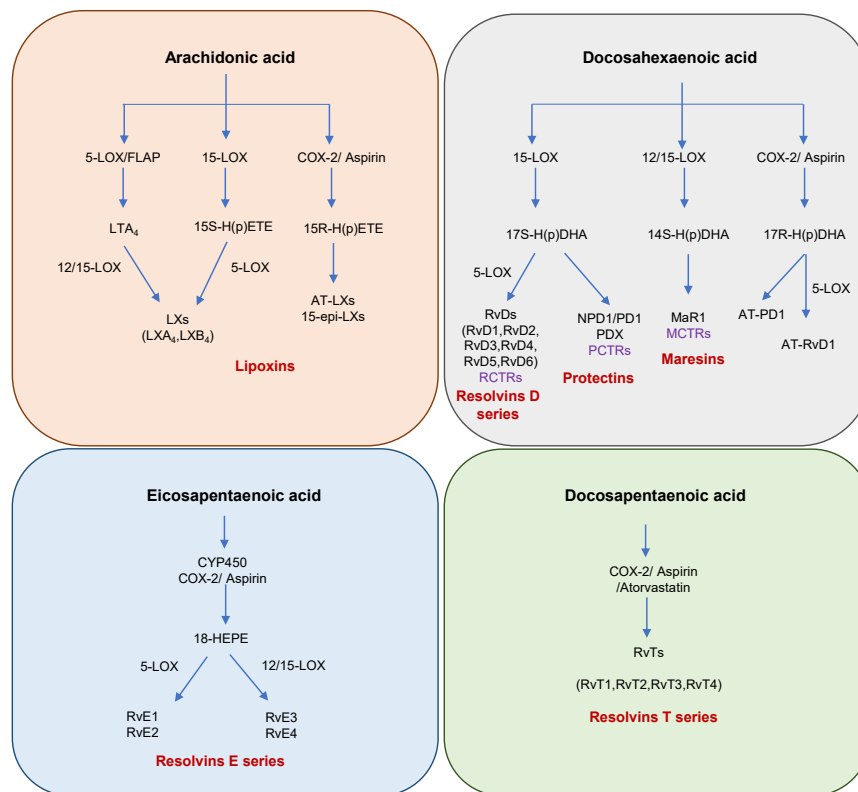 Arachidonic acid
5-LOX/FLAP
15-LOX
COX-2/ Aspirin
LTA₄
15S-H(p)ETE
15R-H(p)ETE
12/15-LOX
5-LOX
LXs
(LXA₄,LXB₄)
AT-LXs
15-epi-LXs
Lipoxins
Docosahexaenoic acid
15-LOX
12/15-LOX
COX-2/ Aspirin
17S-H(p)DHA
14S-H(p)DHA
17R-H(p)DHA
5-LOX
5-LOX
RvDs
(RvD1,RvD2,
RvD3,RvD4,
RvD5,RvD6)
RCTRs
Resolvins D
series
NPD1/PD1
PDX
PCTRs
Protectins
MaR1
MCTRs
Maresins
AT-PD1
AT-RvD1
Eicosapentaenoic acid
CYP450
COX-2/ Aspirin
18-HEPE
5-LOX
12/15-LOX
RvE1
RvE2
RvE3
RvE4
Resolvins E series
Docosapentaenoic acid
COX-2/ Aspirin
/Atorvastatin
RvTs
(RvT1,RvT2,RvT3,RvT4)
Resolvins T series